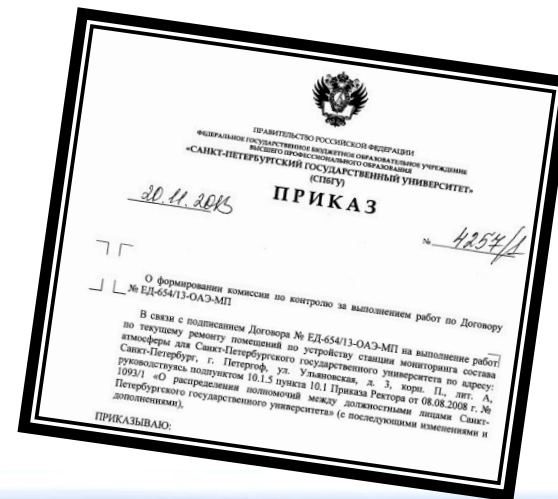 ПРАВИТЕЛЬСТВО РОССИЙСКОЙ ФЕДЕРАЦИИ
ФЕДЕРАЛЬНОЕ ГОСУДАРСТВЕННОЕ БЮДЖЕТНОЕ ОБРАЗОВАТЕЛЬНОЕ УЧРЕЖДЕНИЕ
ВЫСШЕГО ПРОФЕССИОНАЛЬНОГО ОБРАЗОВАНИЯ
«САНКТ-ПЕТЕРБУРГСКИЙ ГОСУДАРСТВЕННЫЙ УНИВЕРСИТЕТ»
(СПбГУ)
ПРИКАЗ
20.11.2013
№ 4257/1
О формировании комиссии по контролю за выполнением работ по Договору
№ ЕД-654/13-ОАЭ-МП
В связи с подписанием Договора № ЕД-654/13-ОАЭ-МП на выполнение работ
по текущему ремонту помещений по устройству станции мониторинга состава
атмосферы для Санкт-Петербургского государственного университета по адресу:
Санкт-Петербург, г. Петергоф, ул. Ульяновская, д. 3, корп. П., лит. А,
руководствуясь подпунктом 10.1.5 пункта 10.1 Приказа Ректора от 08.08.2008 г. №
1093/1 «О распределении полномочий между должностными лицами Санкт-
Петербургского государственного университета» (с последующими изменениями и
дополнениями),
ПРИКАЗЫВАЮ: